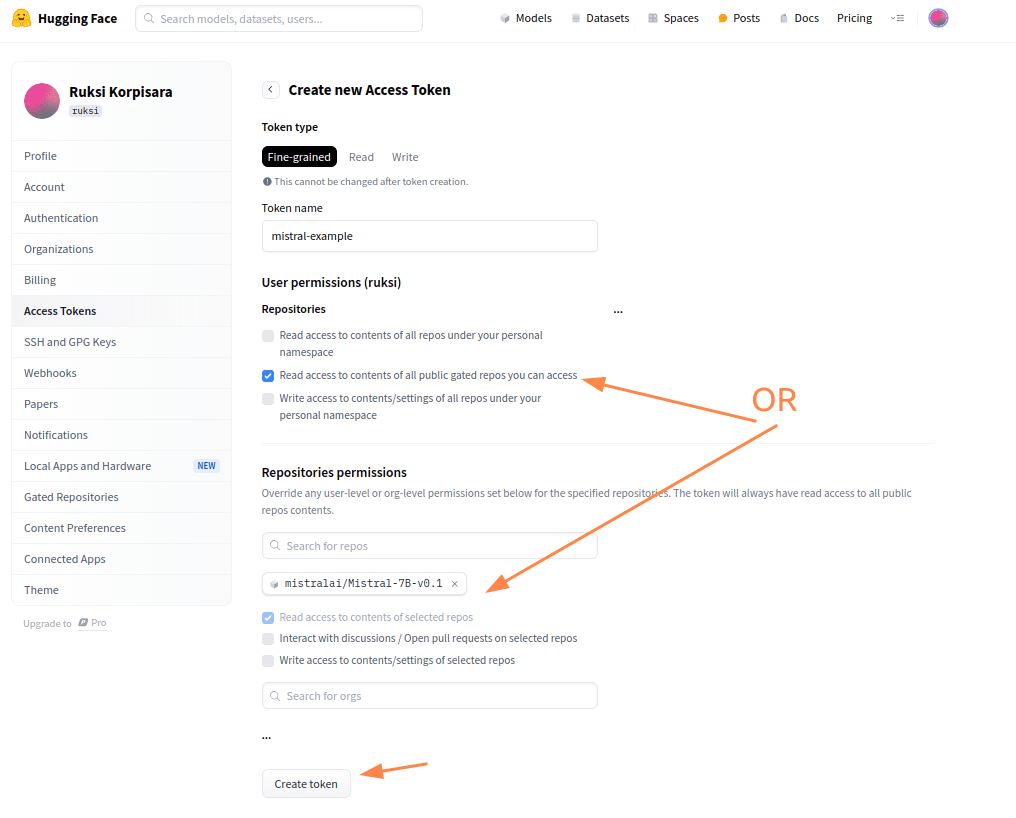 Hugging Face
Search models, datasets, users...
Models
Datasets
Spaces
Posts
Docs
Pricing
Ruksi Korpisara
ruksi
Profile
Account
Authentication
Organizations
Billing
Access Tokens
SSH and GPG Keys
Webhooks
Papers
Notifications
Local Apps and Hardware NEW
Gated Repositories
Content Preferences
Connected Apps
Theme
Upgrade to Pro
Create new Access Token
Token type
Fine-grained Read Write
This cannot be changed after token creation.
Token name
mistral-example
User permissions (ruksi)
Repositories
...
Read access to contents of all repos under your personal
namespace
Read access to contents of all public gated repos you can access
Write access to contents/settings of all repos under your
personal namespace
OR
Repositories permissions
Override any user-level or org-level permissions set below for the specified repositories. The token will always have read access to all public
repos contents.
Search for repos
mistralai/Mistral-7B-v0.1 ×
Read access to contents of selected repos
Interact with discussions / Open pull requests on selected repos
Write access to contents/settings of selected repos
Search for orgs
...
Create token